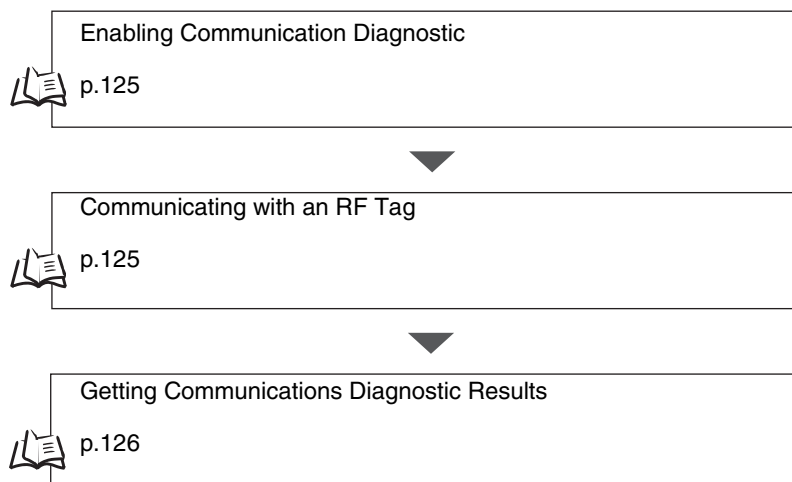 Enabling Communication Diagnostic
p.125
Communicating with an RF Tag
p.125
Getting Communications Diagnostic Results
p.126